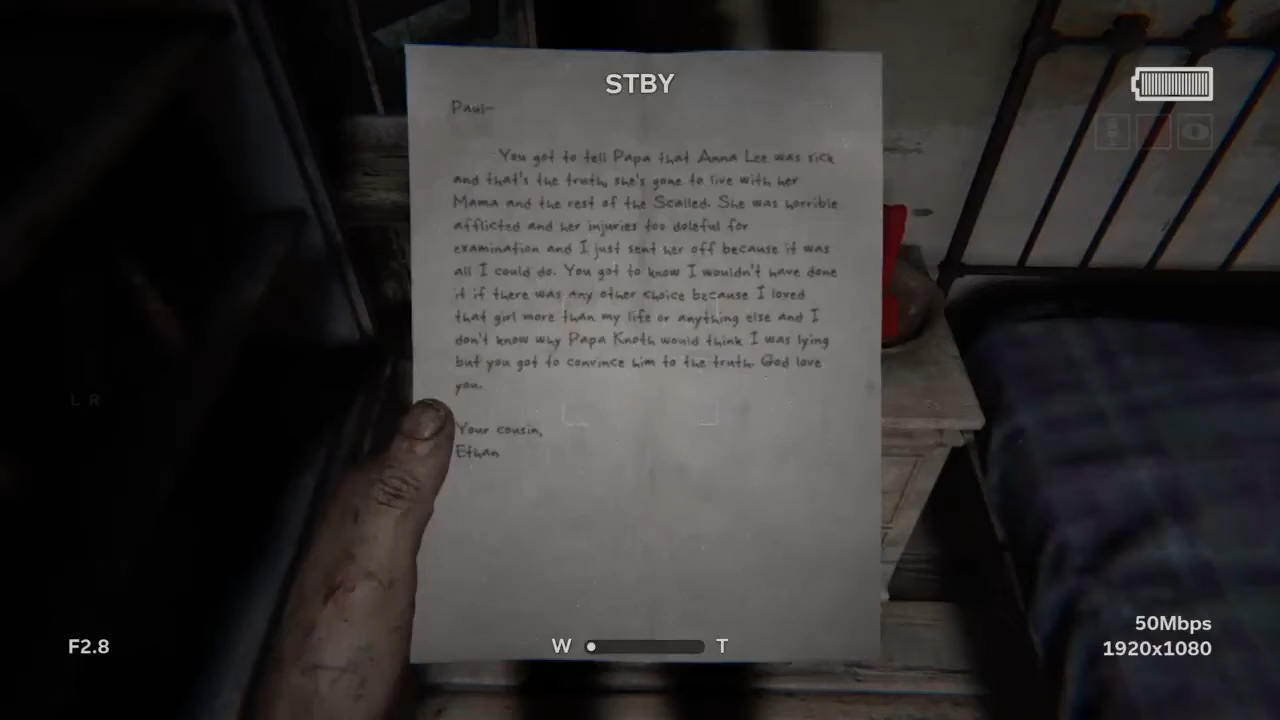 STBY
Paul-
You got to tell Papa that Anna Lee was sick
and that's the truth, she's gone to live with her
Mama and the rest of the Scalled. She was horrible
afflicted and her injuries too doleful for
examination and I just sent her off because it was
all I could do. You got to know I wouldn't have done
it if there was any other choice because I loved
that girl more than my life or anything else and I
don't know why Papa Knoth would think I was lying
but you got to convince him to the truth. God love
you.
Your cousin,
Ethan
L R
F2.8
W T
50Mbps
1920x1080